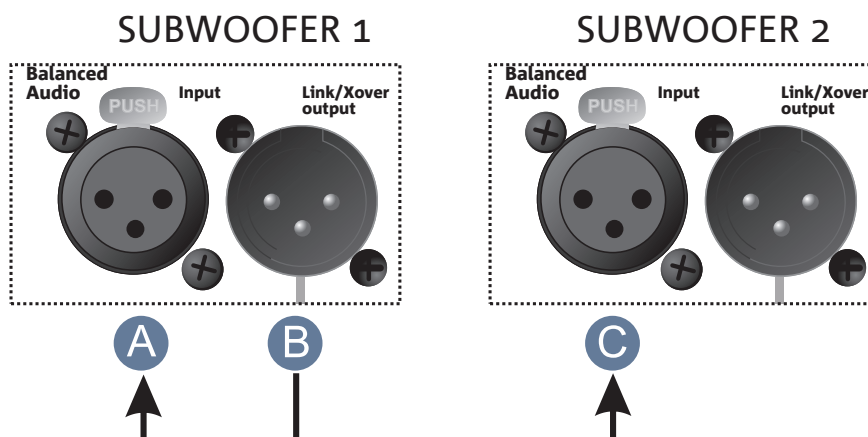 SUBWOOFER 1
SUBWOOFER 2
Balanced
Audio
Input
Link/Xover
output
PUSH
Balanced
Audio
Input
Link/Xover
output
PUSH
A
B
C